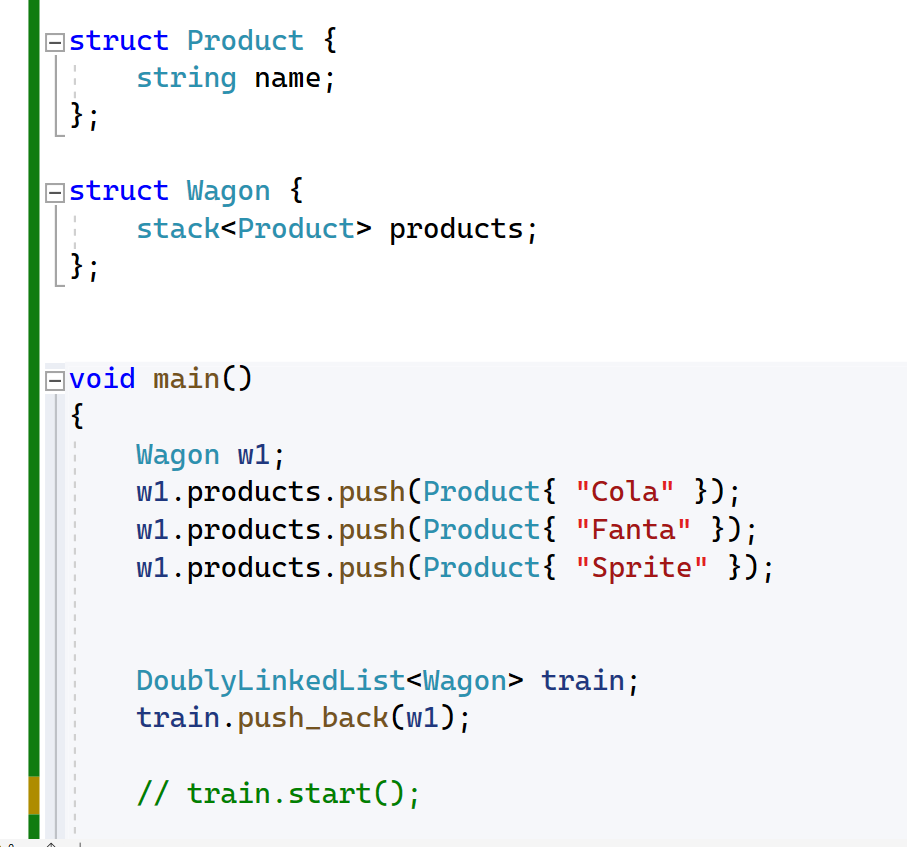 struct Product {
string name;
};
struct Wagon {
stack<Product> products;
};
void main()
{
Wagon w1;
w1.products.push(Product{ "Cola" });
w1.products.push(Product{ "Fanta" });
w1.products.push(Product{ "Sprite" });
DoublyLinkedList<Wagon> train;
train.push_back(w1);
// train.start();